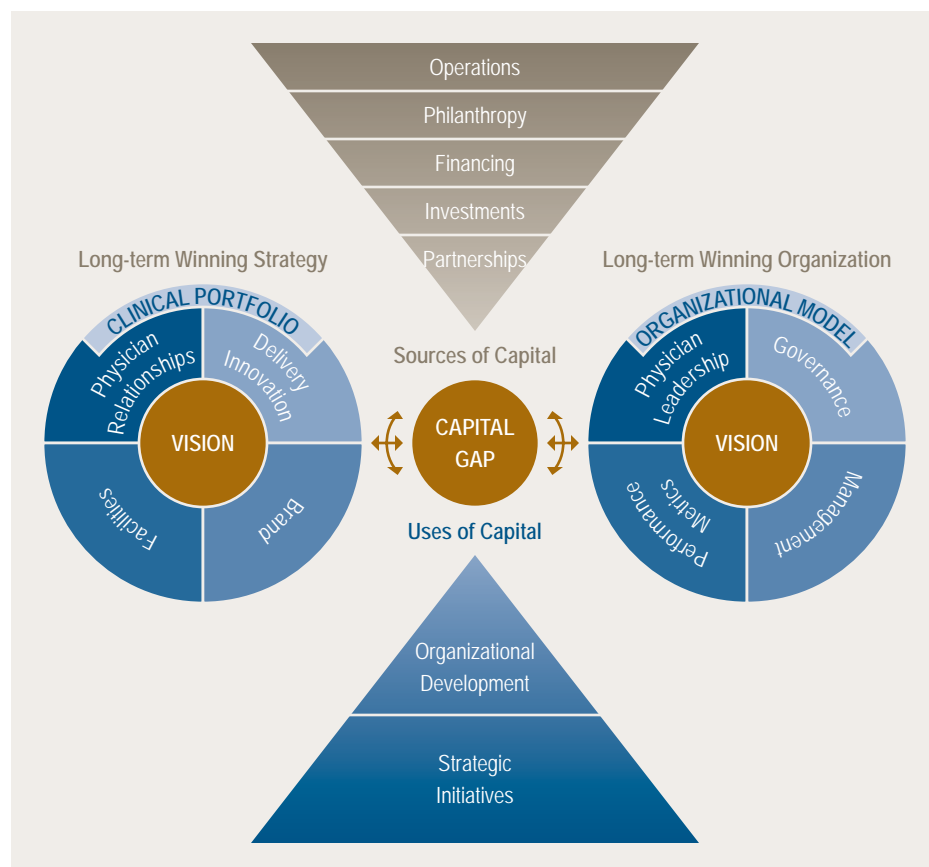 Operations
Philanthropy
Financing
Investments
Partnerships
Long-term Winning Strategy
CLINICAL PORTFOLIO
Physician
Relationships
Delivery
Innovation
VISION
Facilities
Brand
Sources of Capital
CAPITAL
GAP
Uses of Capital
Long-term Winning Organization
ORGANIZATIONAL MODEL
Physician
Leadership
Governance
VISION
Performance
Metrics
Management
Organizational
Development
Strategic
Initiatives